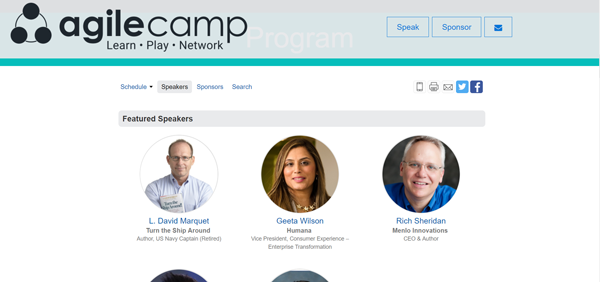 agilecamp
Learn • Play • Network
Program
Speak
Sponsor
Schedule
Speakers
Sponsors
Search
Featured Speakers
L. David Marquet
Turn the Ship Around
Author, US Navy Captain (Retired)
Geeta Wilson
Humana
Vice President, Consumer Experience –
Enterprise Transformation
Rich Sheridan
Menlo Innovations
CEO & Author